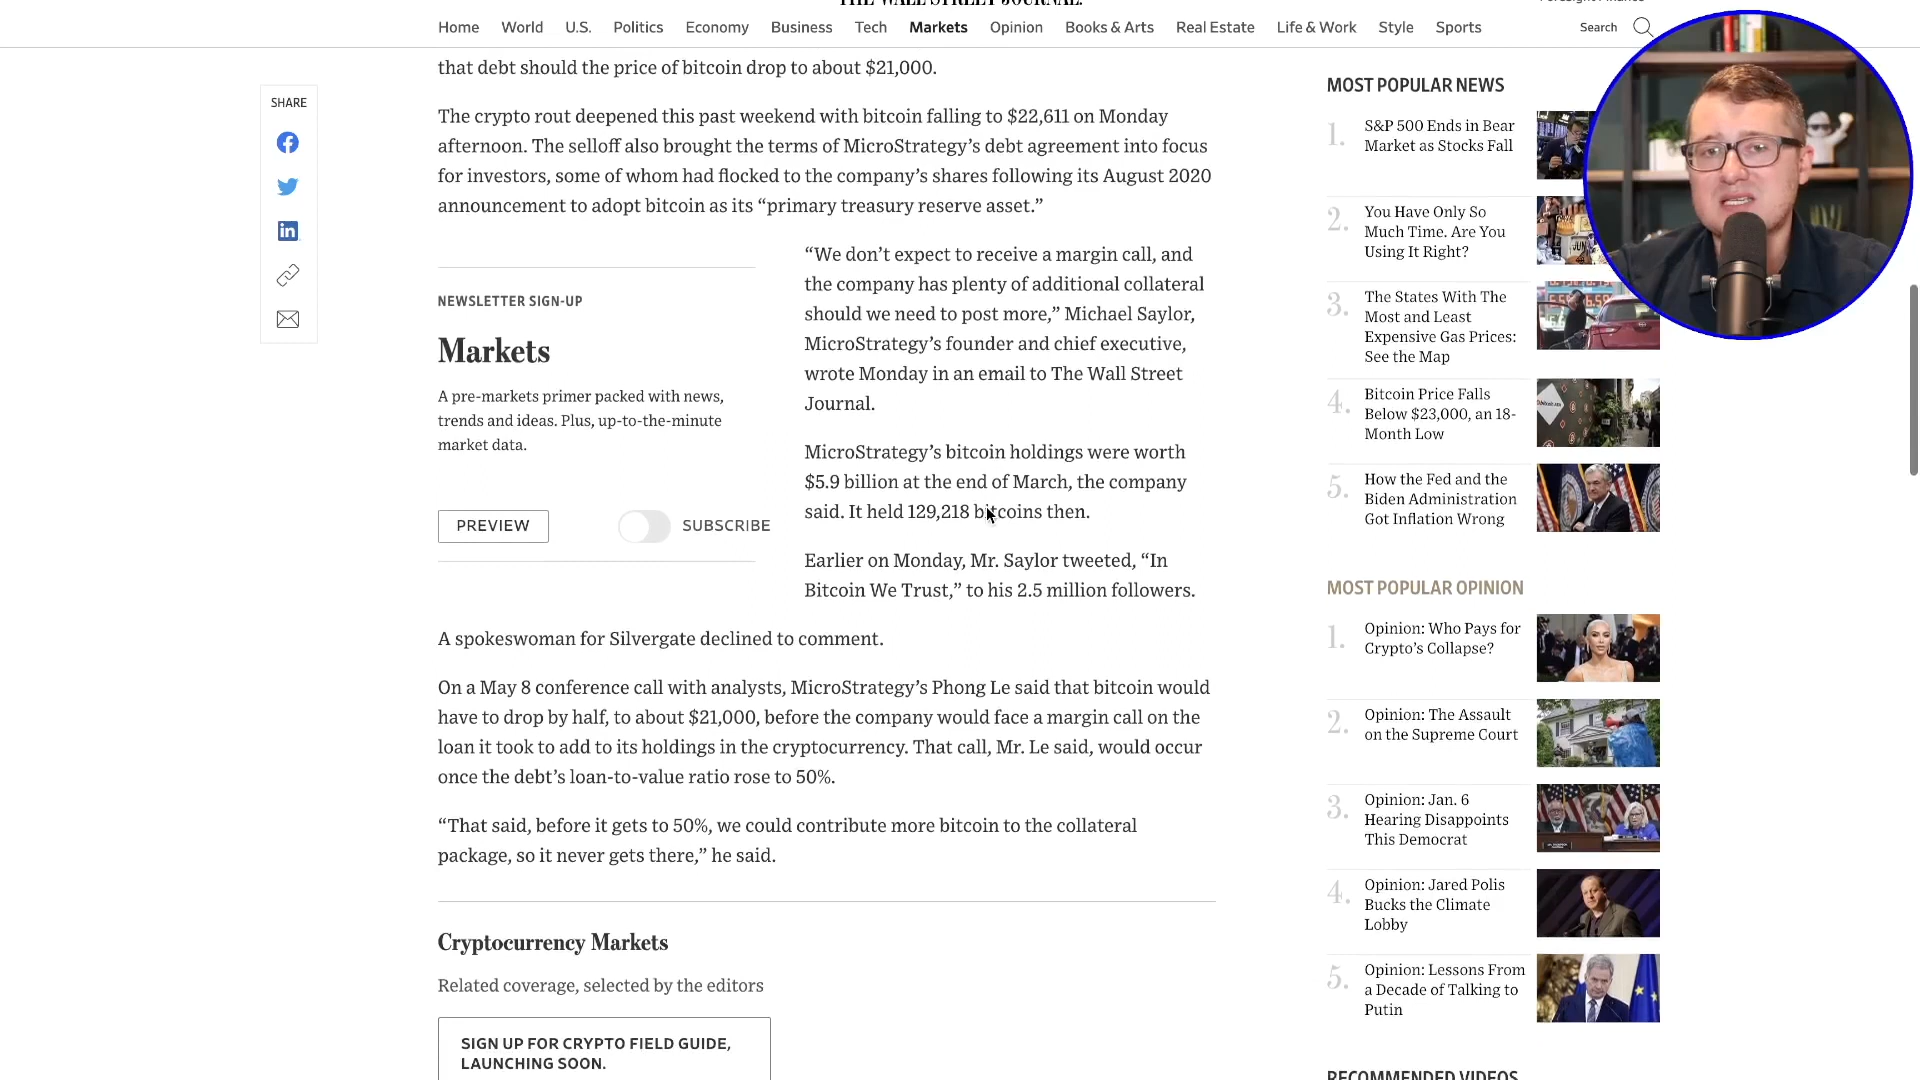 THE WALL STREET JOURNAL.
Home World U.S. Politics Economy Business Tech Markets Opinion Books & Arts Real Estate Life & Work Style Sports
Search
SHARE
that debt should the price of bitcoin drop to about $21,000.
The crypto rout deepened this past weekend with bitcoin falling to $22,611 on Monday
afternoon. The selloff also brought the terms of MicroStrategy’s debt agreement into focus
for investors, some of whom had flocked to the company’s shares following its August 2020
announcement to adopt bitcoin as its “primary treasury reserve asset.”
NEWSLETTER SIGN-UP
Markets
A pre-markets primer packed with news,
trends and ideas. Plus, up-to-the-minute
market data.
PREVIEW
SUBSCRIBE
“We don’t expect to receive a margin call, and
the company has plenty of additional collateral
should we need to post more,” Michael Saylor,
MicroStrategy’s founder and chief executive,
wrote Monday in an email to The Wall Street
Journal.
MicroStrategy’s bitcoin holdings were worth
$5.9 billion at the end of March, the company
said. It held 129,218 bitcoins then.
Earlier on Monday, Mr. Saylor tweeted, “In
Bitcoin We Trust,” to his 2.5 million followers.
A spokeswoman for Silvergate declined to comment.
On a May 8 conference call with analysts, MicroStrategy’s Phong Le said that bitcoin would
have to drop by half, to about $21,000, before the company would face a margin call on the
loan it took to add to its holdings in the cryptocurrency. That call, Mr. Le said, would occur
once the debt’s loan-to-value ratio rose to 50%.
“That said, before it gets to 50%, we could contribute more bitcoin to the collateral
package, so it never gets there,” he said.
Cryptocurrency Markets
Related coverage, selected by the editors
SIGN UP FOR CRYPTO FIELD GUIDE,
LAUNCHING SOON.
MOST POPULAR NEWS
1. S&P 500 Ends in Bear
Market as Stocks Fall
2. You Have Only So
Much Time. Are You
Using It Right?
3. The States With The
Most and Least
Expensive Gas Prices:
See the Map
4. Bitcoin Price Falls
Below $23,000, an 18-
Month Low
5. How the Fed and the
Biden Administration
Got Inflation Wrong
MOST POPULAR OPINION
1. Opinion: Who Pays for
Crypto’s Collapse?
2. Opinion: The Assault
on the Supreme Court
3. Opinion: Jan. 6
Hearing Disappoints
This Democrat
4. Opinion: Jared Polis
Bucks the Climate
Lobby
5. Opinion: Lessons From
a Decade of Talking to
Putin
RECOMMENDED VIDEOS